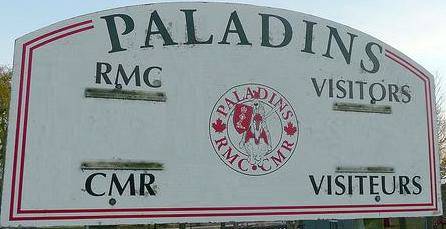 PALADINS
RMC
VISITORS
PALADINS
RMC CMR
CMR
VISITEURS